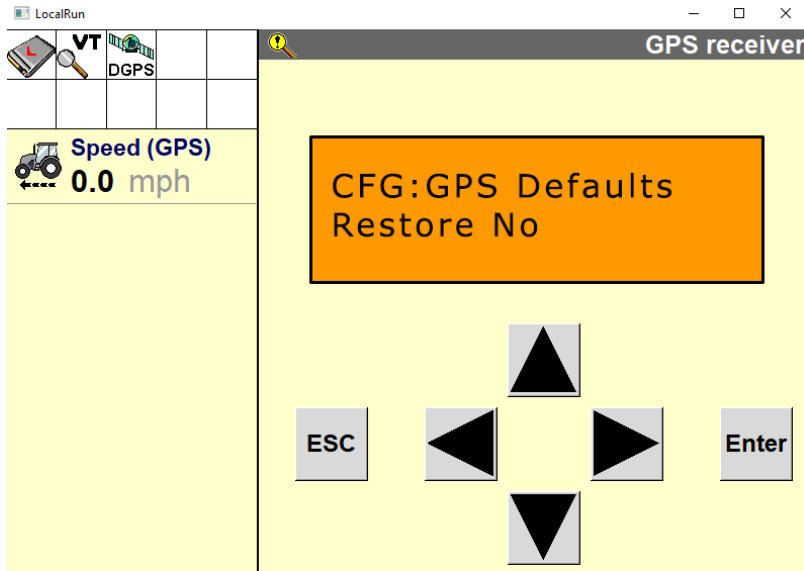 LocalRun
VT
DGPS
GPS receiver
Speed (GPS)
0.0 mph
CFG:GPS Defaults
Restore No
ESC
Enter